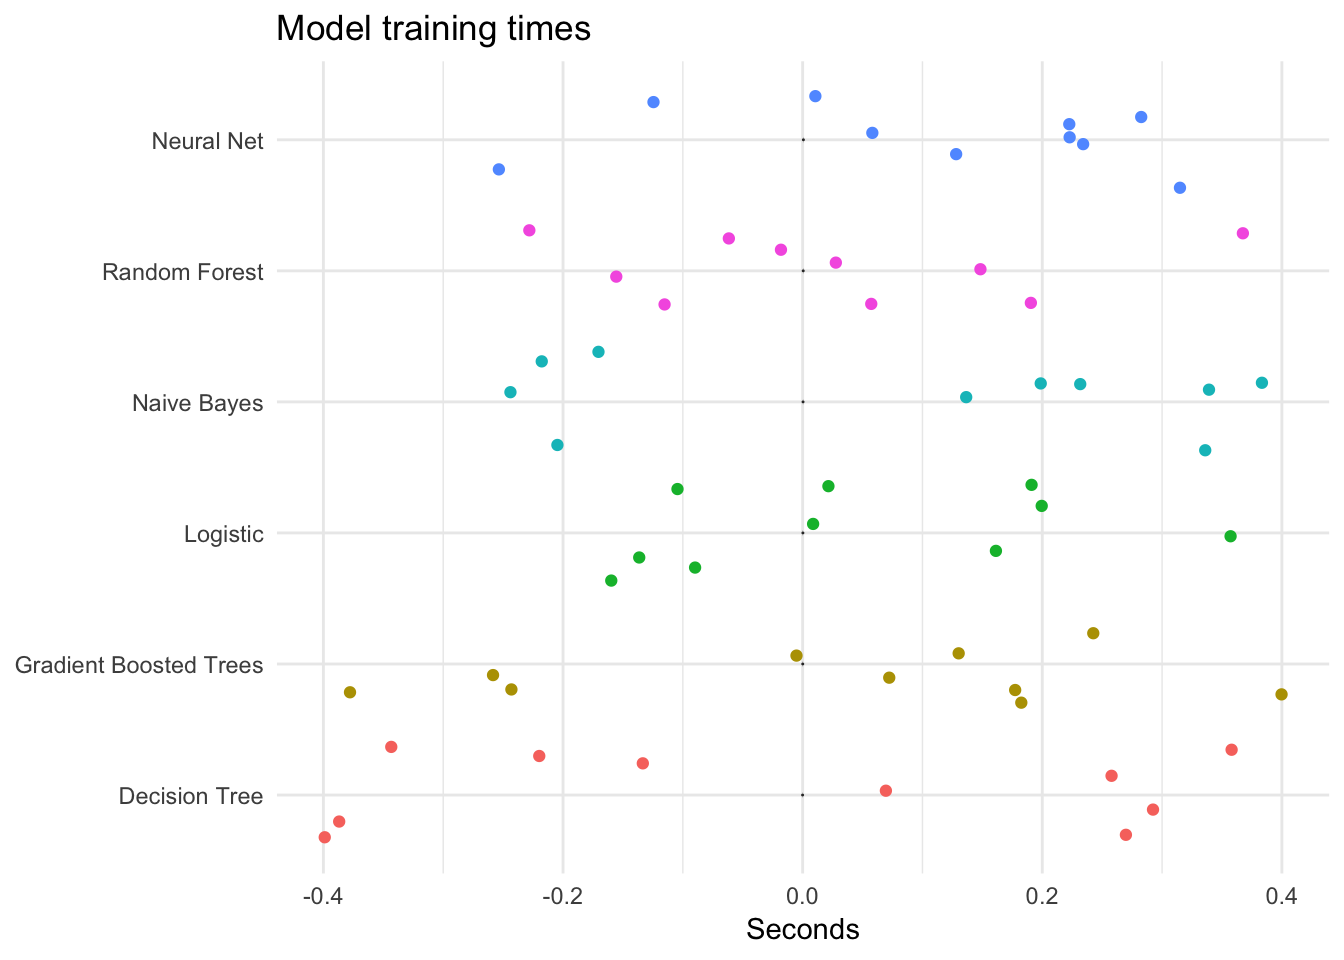 Model training times
Neural Net
Random Forest
Naive Bayes
Logistic
Gradient Boosted Trees
Decision Tree
-0.4 -0.2 0.0 0.2 0.4
Seconds